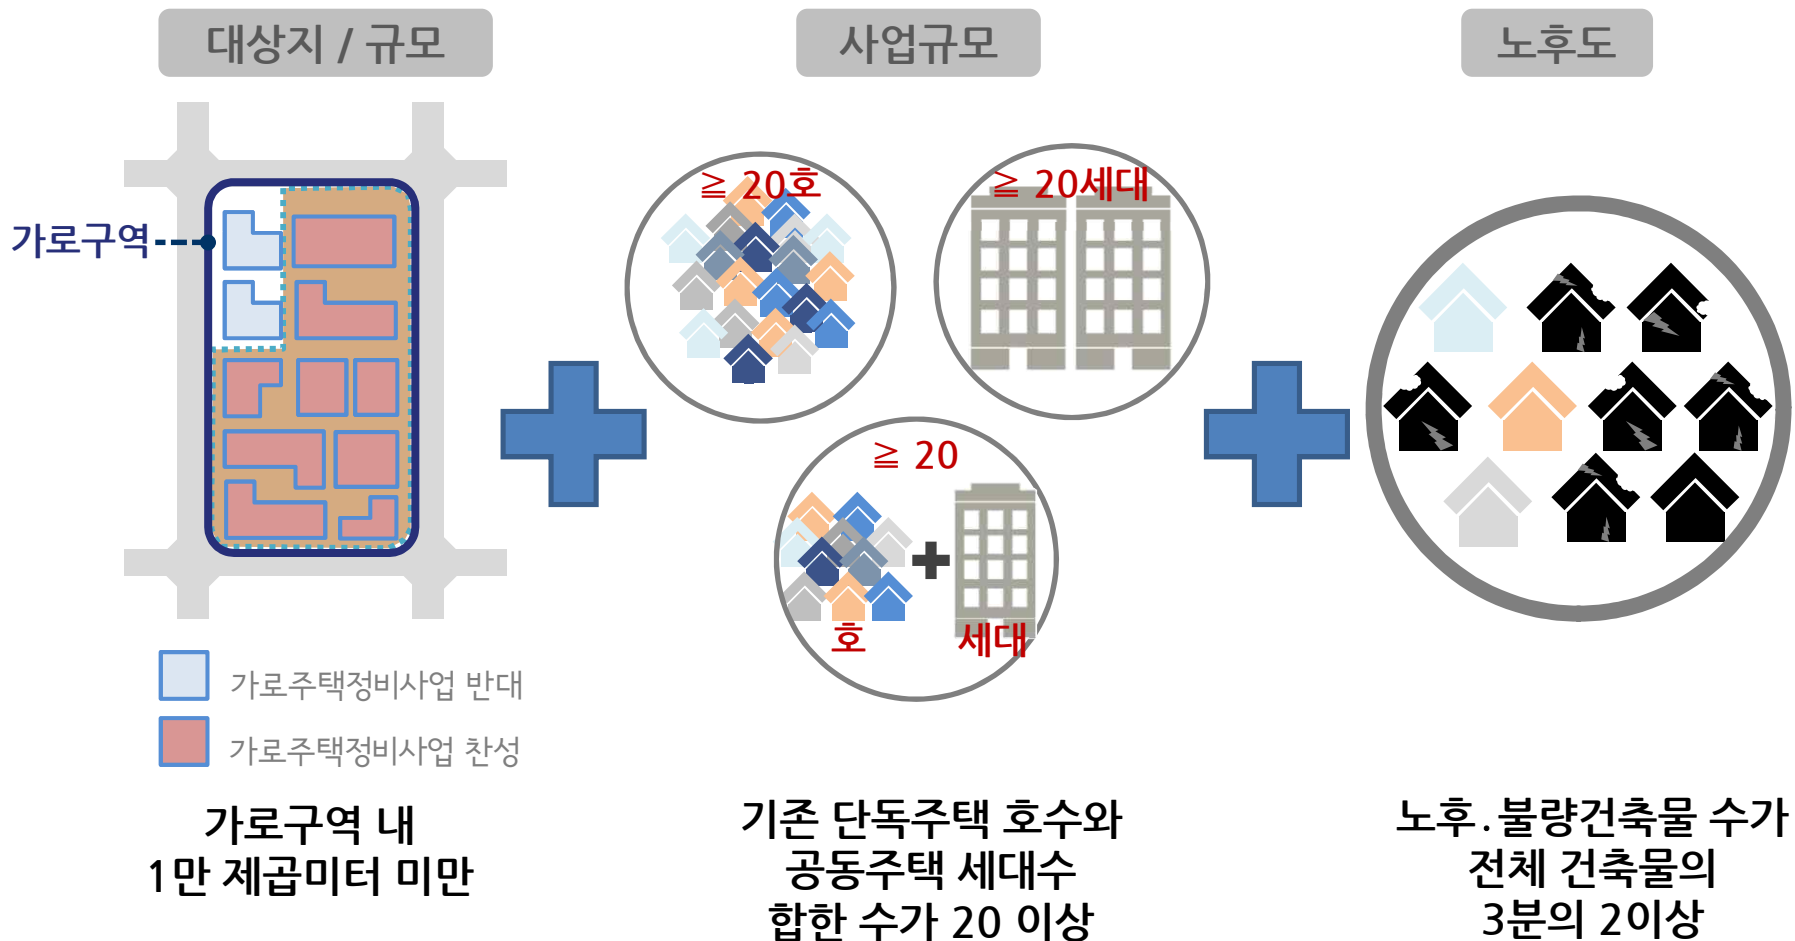 대상지 / 규모
사업규모
노후도
가로구역
≧ 20호
≧ 20세대
≧ 20
호
세대
가로주택정비사업 반대
가로주택정비사업 찬성
가로구역 내
1만 제곱미터 미만
기존 단독주택 호수와
공동주택 세대수
합한 수가 20 이상
노후.불량건축물 수가
전체 건축물의
3분의 2이상